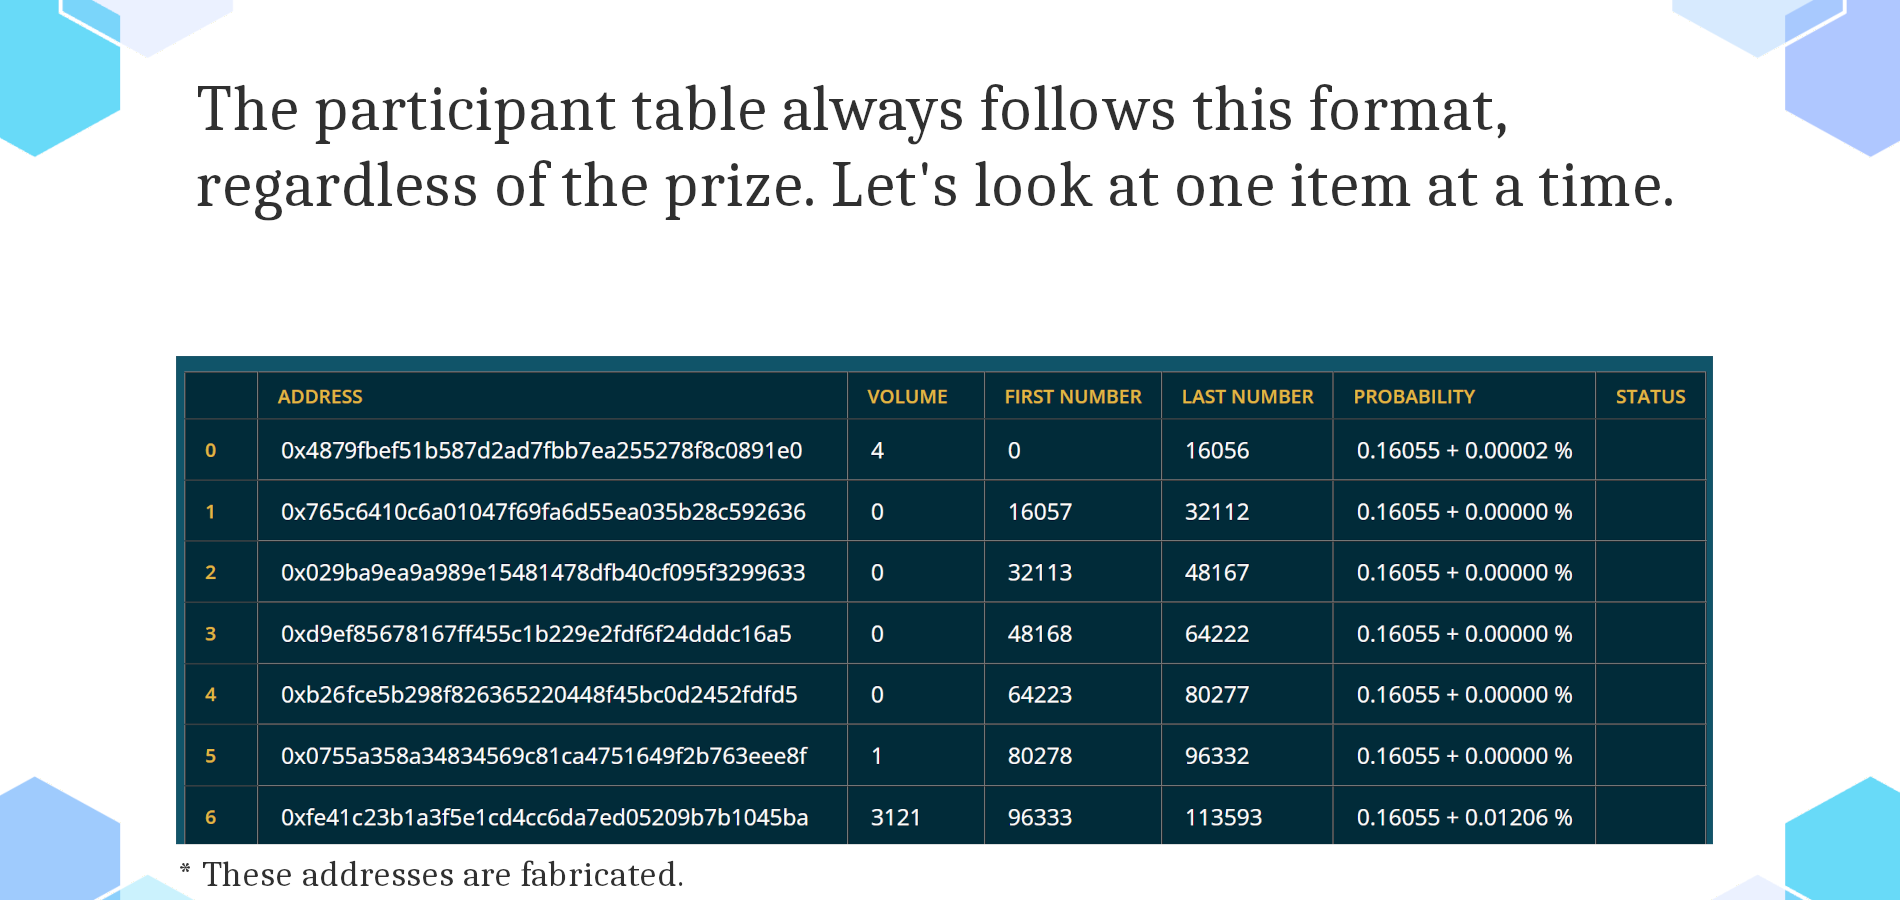 The participant table always follows this format,
regardless of the prize. Let's look at one item at a time.
ADDRESS VOLUME FIRST NUMBER LAST NUMBER PROBABILITY STATUS
0 0x4879fbef51b587d2ad7fbb7ea255278f8c0891e0 4 0 16056 0.16055 + 0.00002 %
1 0x765c6410c6a01047f69fa6d55ea035b28c592636 0 16057 32112 0.16055 + 0.00000 %
2 0x029ba9ea9a989e15481478dfb40cf095f3299633 0 32113 48167 0.16055 + 0.00000 %
3 0xd9ef85678167ff455c1b229e2fdf6f24dddc16a5 0 48168 64222 0.16055 + 0.00000 %
4 0xb26fce5b298f826365220448f45bc0d2452fdfd5 0 64223 80277 0.16055 + 0.00000 %
5 0x0755a358a34834569c81ca4751649f2b763eee8f 1 80278 96332 0.16055 + 0.00000 %
6 0xfe41c23b1a3f5e1cd4cc6da7ed05209b7b1045ba 3121 96333 113593 0.16055 + 0.01206 %
* These addresses are fabricated.